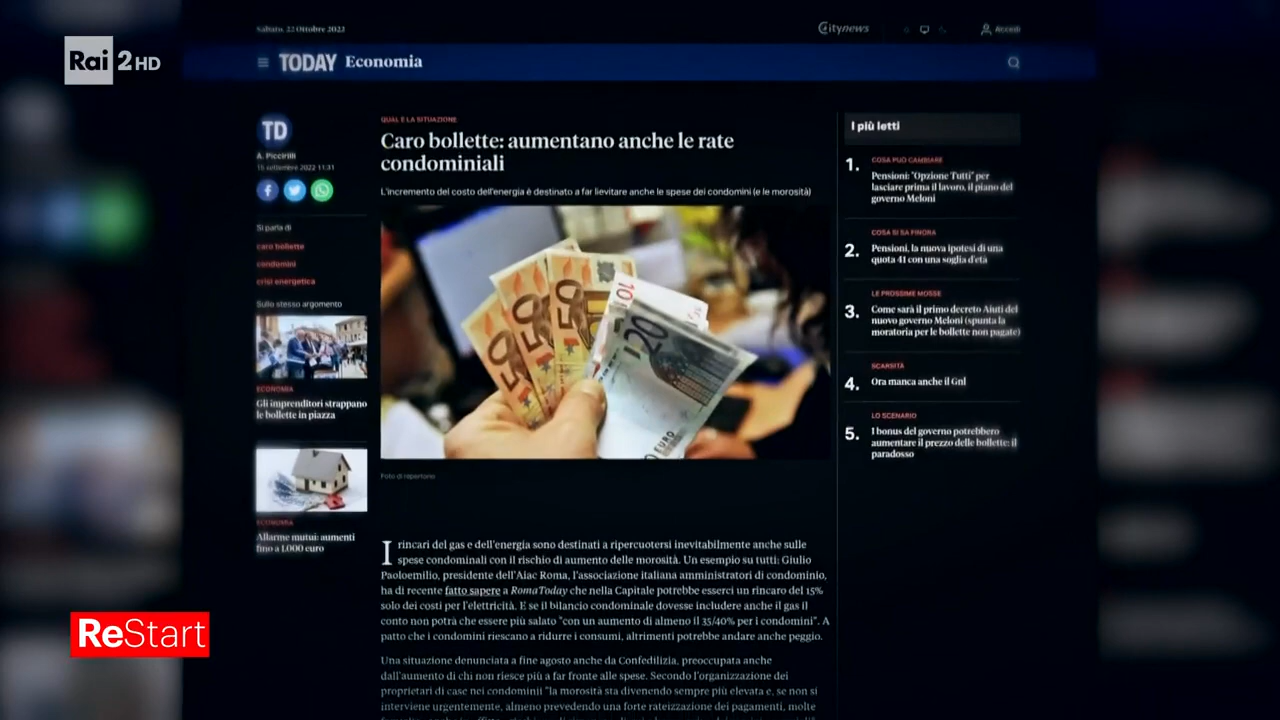 Sabato, 22 Ottobre 2022
Citynews
Accedi
Rai 2HD
TODAY Economia
TD
A. Piccirilli
15 settembre 2022 11:31
Si parla di
caro bollette
condomini
crisi energetica
Sullo stesso argomento
ECONOMIA
Gli imprenditori strappano
le bollette in piazza
ECONOMIA
Allarme mutui: aumenti
fino a 1.000 euro
QUAL È LA SITUAZIONE
Caro bollette: aumentano anche le rate
condominiali
L'incremento del costo dell'energia è destinato a far lievitare anche le spese dei condomini (e le morosità)
50
50
50
10
20
EURO
Foto di repertorio
I rincari del gas e dell'energia sono destinati a ripercuotersi inevitabilmente anche sulle
spese condominali con il rischio di aumento delle morosità. Un esempio su tutti: Giulio
Paoloemilio, presidente dell'Aiac Roma, l'associazione italiana amministratori di condominio,
ha di recente fatto sapere a RomaToday che nella Capitale potrebbe esserci un rincaro del 15%
solo dei costi per l'elettricità. E se il bilancio condominale dovesse includere anche il gas il
conto non potrà che essere più salato "con un aumento di almeno il 35/40% per i condomini". A
patto che i condomini riescano a ridurre i consumi, altrimenti potrebbe andare anche peggio.
Una situazione denunciata a fine agosto anche da Confedilizia, preoccupata anche
dall'aumento di chi non riesce più a far fronte alle spese. Secondo l'organizzazione dei
proprietari di case nei condominii "la morosità sta divenendo sempre più elevata e, se non si
interviene urgentemente, almeno prevedendo una forte rateizzazione dei pagamenti, molte
I più letti
1. COSA PUÒ CAMBIARE
Pensioni: "Opzione Tutti" per
lasciare prima il lavoro, il piano del
governo Meloni
2. COSA SI SA FINORA
Pensioni, la nuova ipotesi di una
quota 41 con una soglia d'età
3. LE PROSSIME MOSSE
Come sarà il primo decreto Aiuti del
nuovo governo Meloni (spunta la
moratoria per le bollette non pagate)
4. SCARSITÀ
Ora manca anche il Gnl
5. LO SCENARIO
I bonus del governo potrebbero
aumentare il prezzo delle bollette: il
paradosso
ReStart